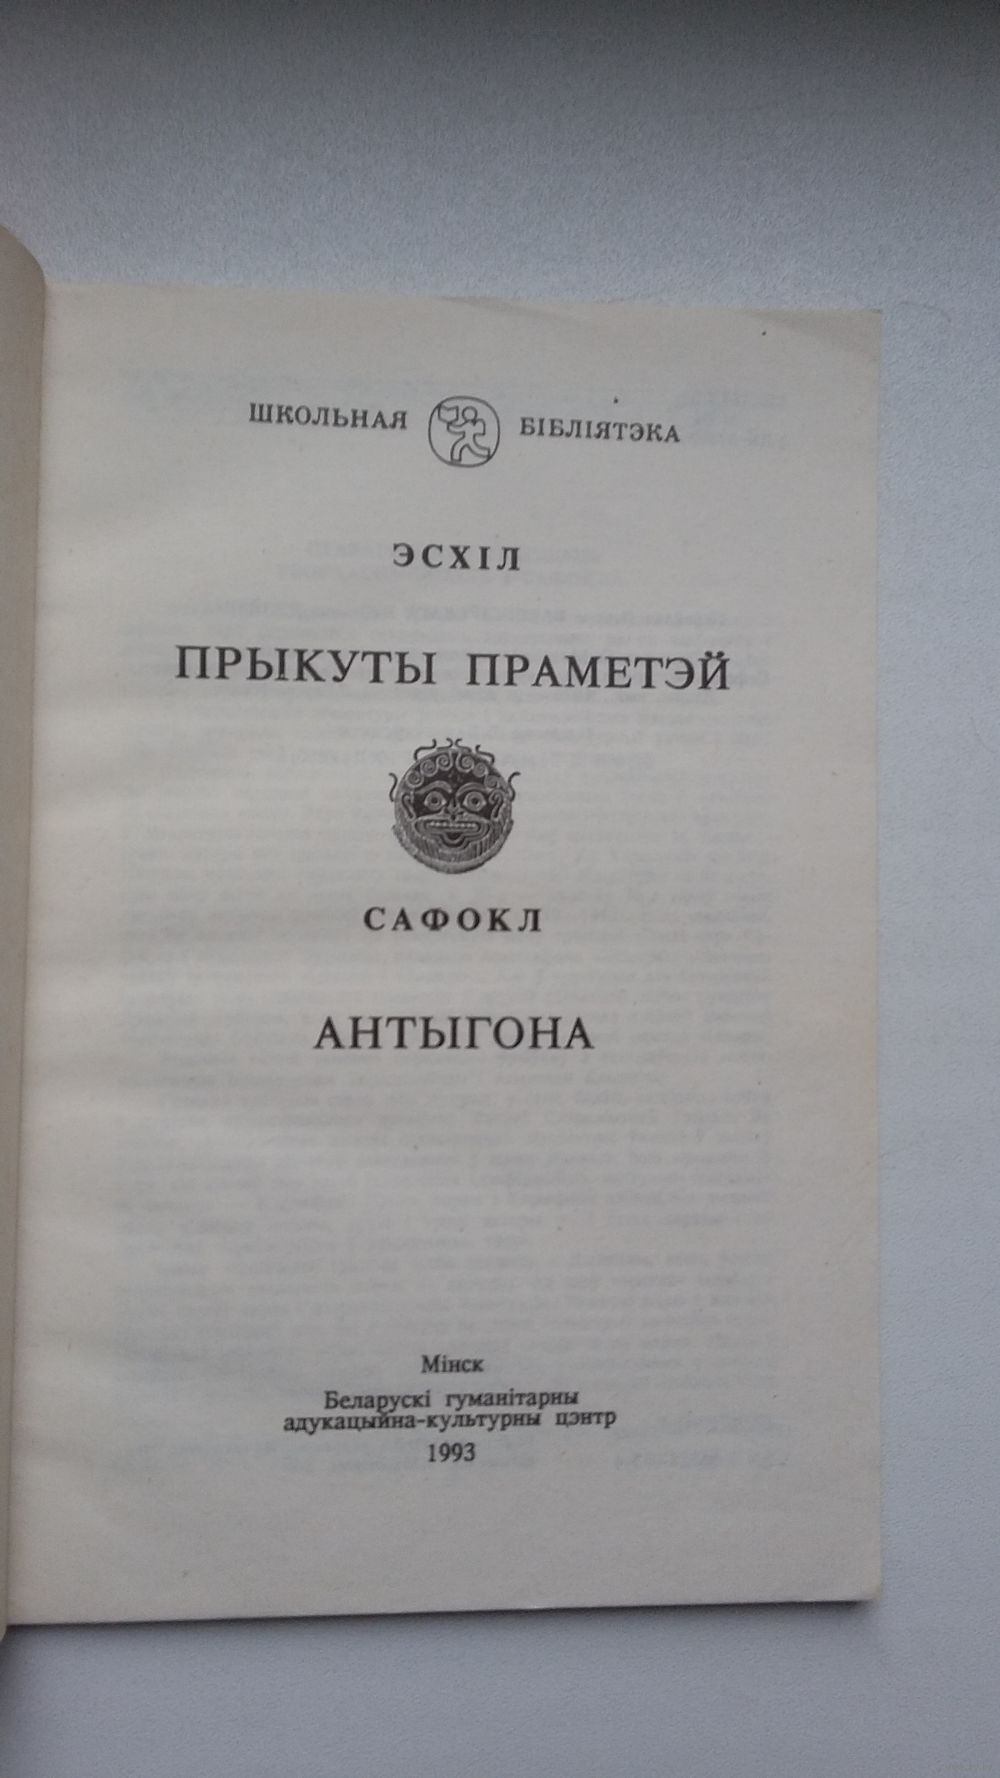 ШКОЛЬНАЯ БІБЛІЯТЭКА
ЭСХІЛ
ПРЫКУТЫ ПРАМЕТЭЙ
САФОКЛ
АНТЫГОНА
Мінск
Беларускі гуманітарны
адукацыйна-культурны цэнтр
1993